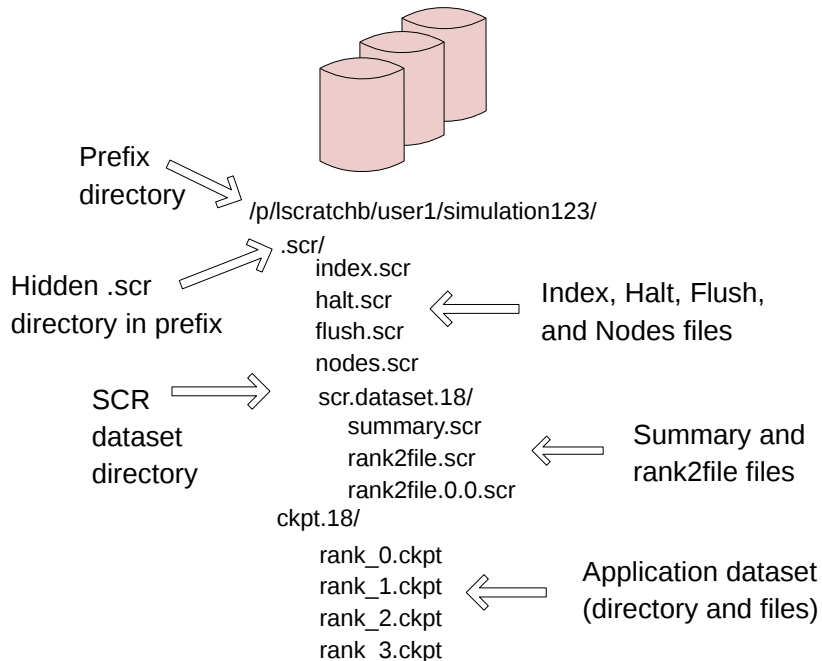 Prefix
directory
/p/lscratchb/user1/simulation123/
.scr/
index.scr
Hidden .scr
directory in prefix
halt.scr
flush.scr
nodes.scr
Index, Halt, Flush,
and Nodes files
SCR
dataset
directory
scr.dataset.18/
summary.scr
rank2file.scr
rank2file.0.0.scr
Summary and
rank2file files
ckpt.18/
rank_0.ckpt
rank_1.ckpt
rank_2.ckpt
rank_3.ckpt
Application dataset
(directory and files)